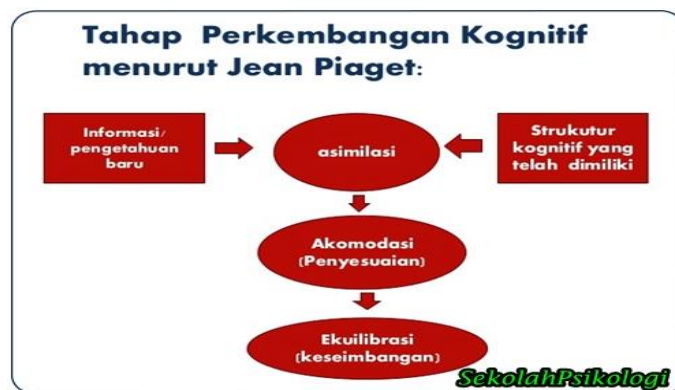 Tahap Perkembangan Kognitif
menurut Jean Piaget:
Informasi/
pengetahuan
baru
asimilasi
Strukutur
kognitif yang
telah dimiliki
Akomodasi
(Penyesuaian)
Ekuilibrasi
(keseimbangan)
SekolahPsikologi